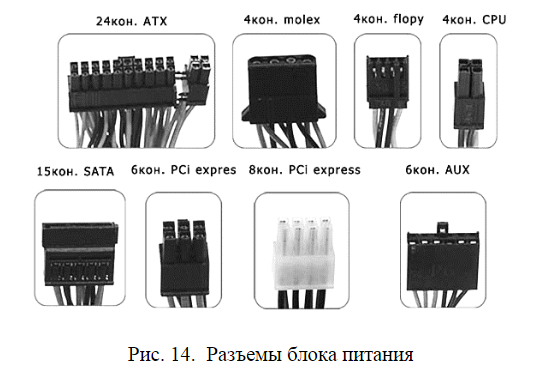 24кон. ATX
4кон. molex
4кон. flopy
4кон. CPU
15кон. SATA
6кон. PCi expres
8кон. PCi express
6кон. AUX
Рис. 14.  Разъемы блока питания